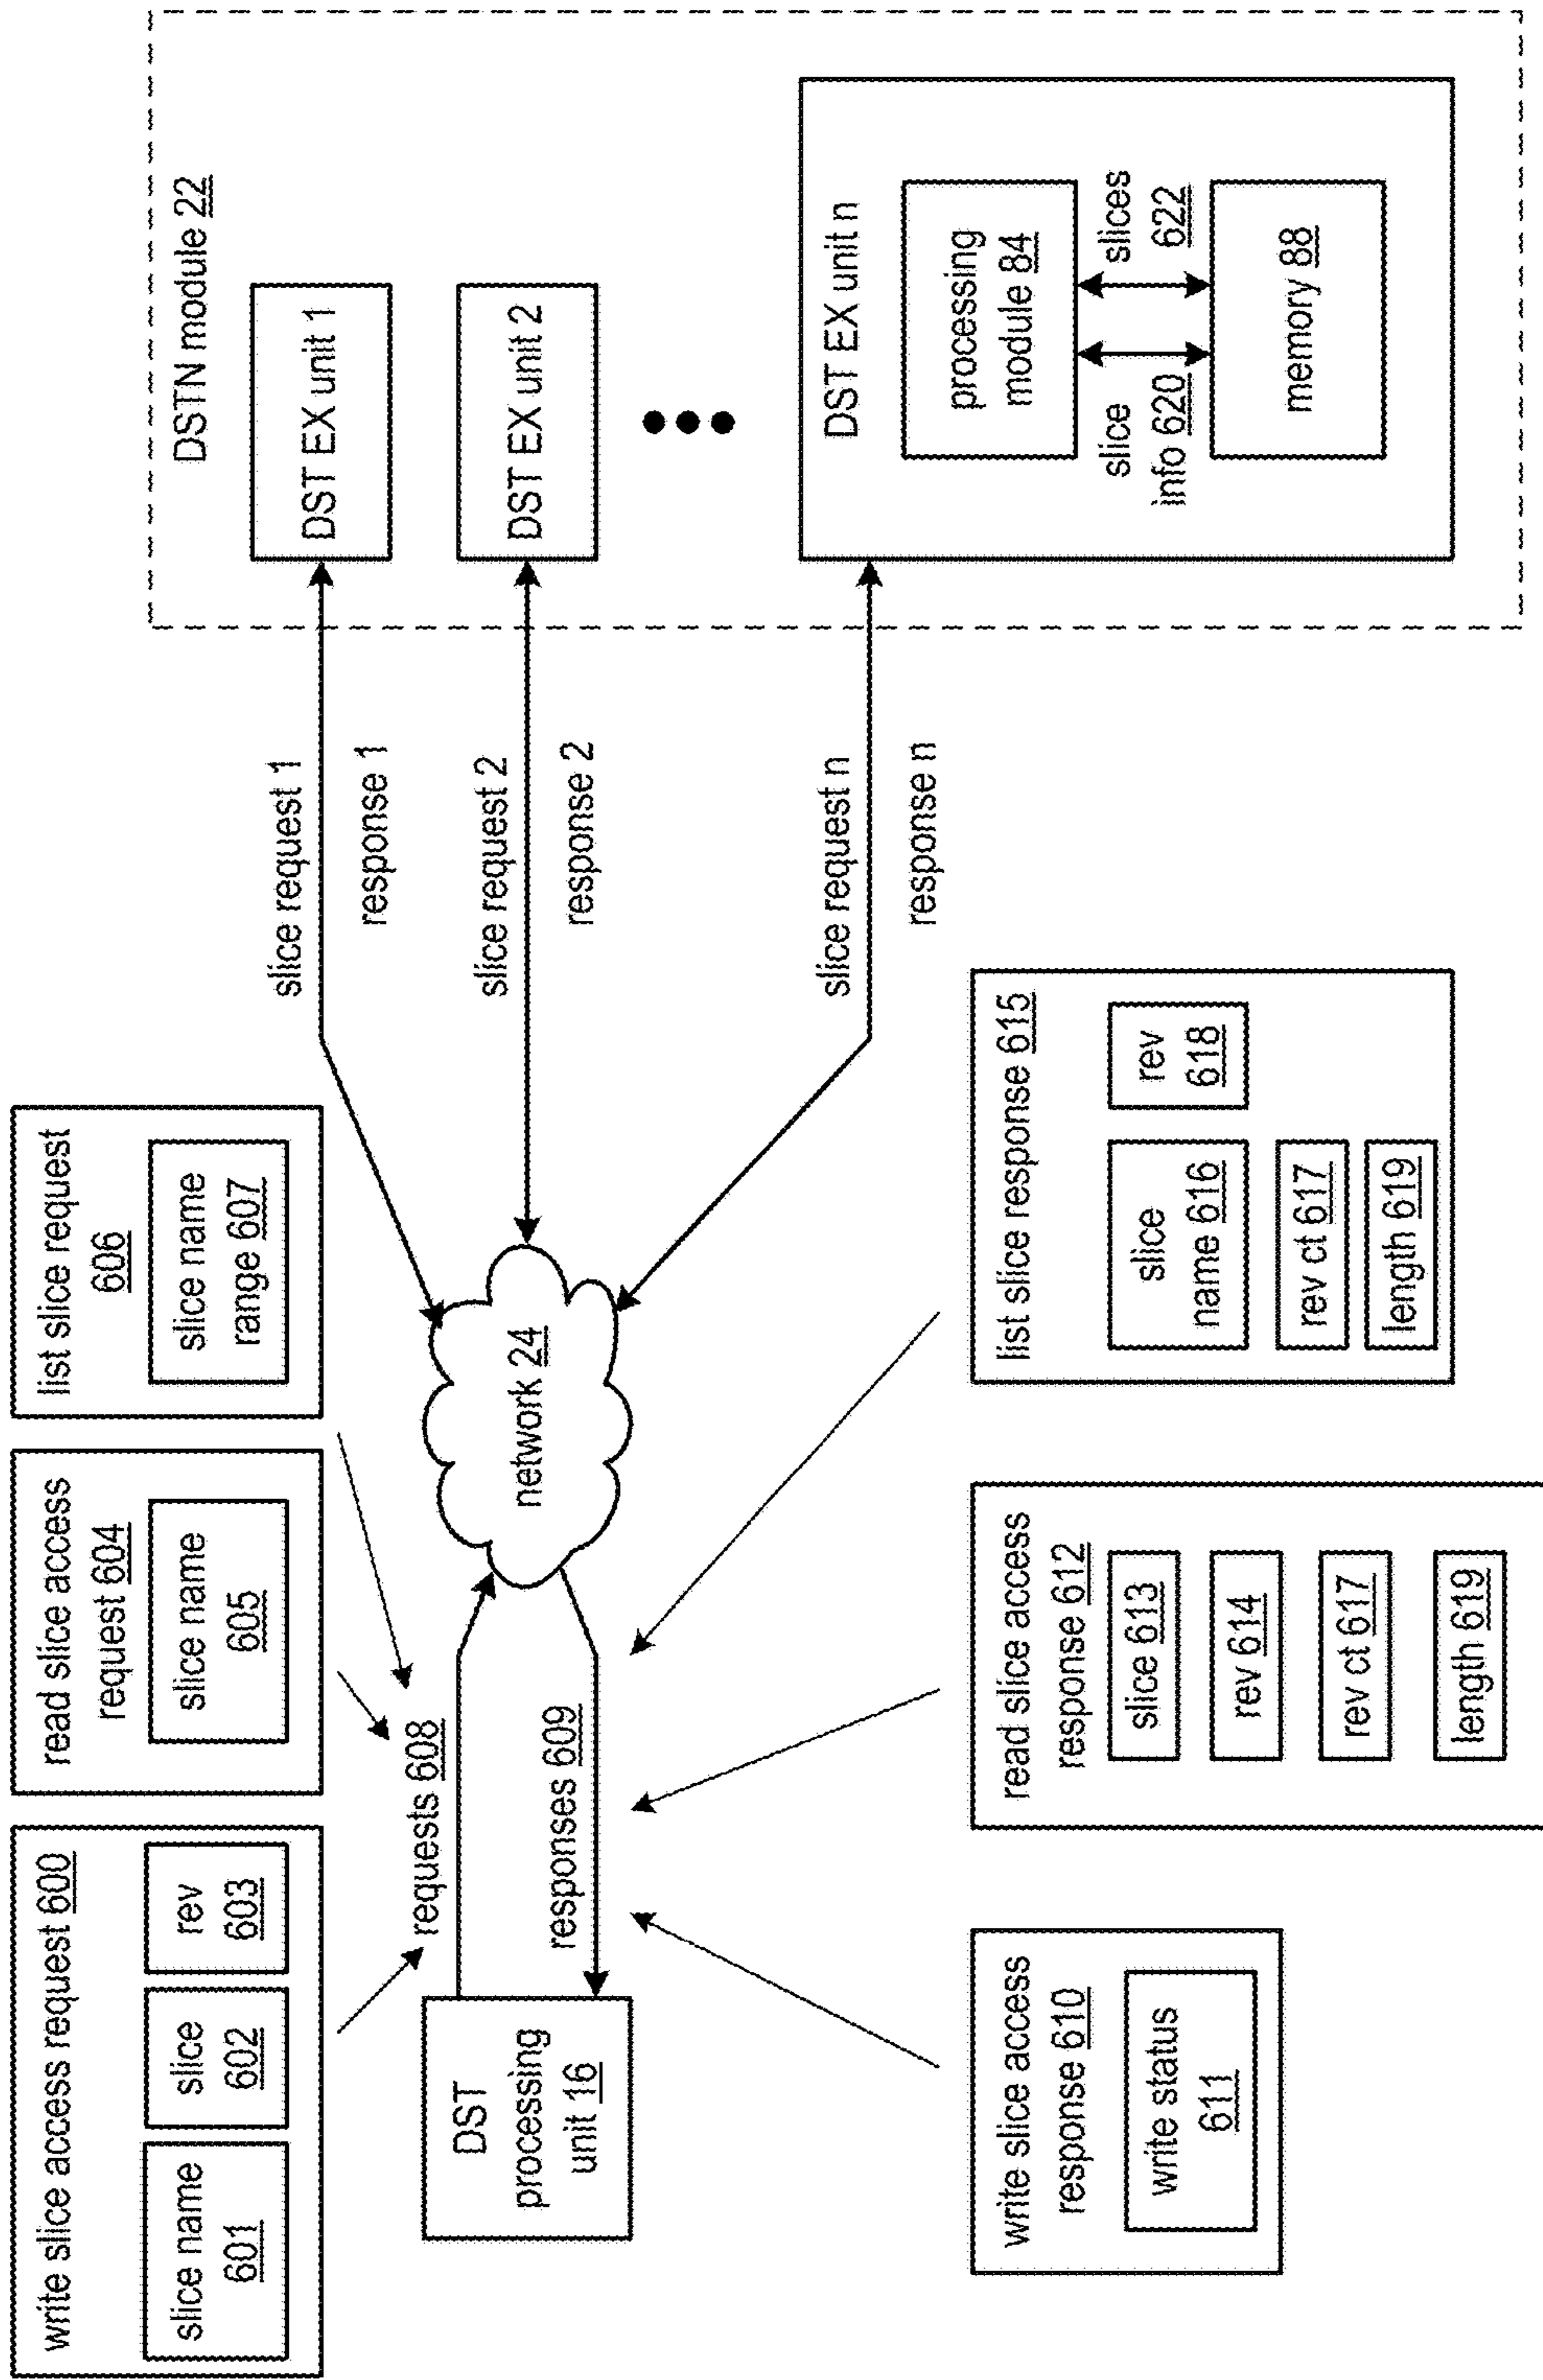 write slice access request 600
slice name
601
slice
602
rev
603
read slice access
request 604
slice name
605
list slice request
606
slice name
range 607
DST
processing
unit 16
requests 608
responses 609
network 24
slice request 1
response 1
slice request 2
response 2
slice request n
response n
DSTN module 22
DST EX unit 1
DST EX unit 2
DST EX unit n
processing
module 84
slice
info 620
slices
622
memory 88
write slice access
response 610
write status
611
read slice access
response 612
slice 613
rev 614
rev ct 617
length 619
list slice response 615
slice
name 616
rev
618
rev ct 617
length 619